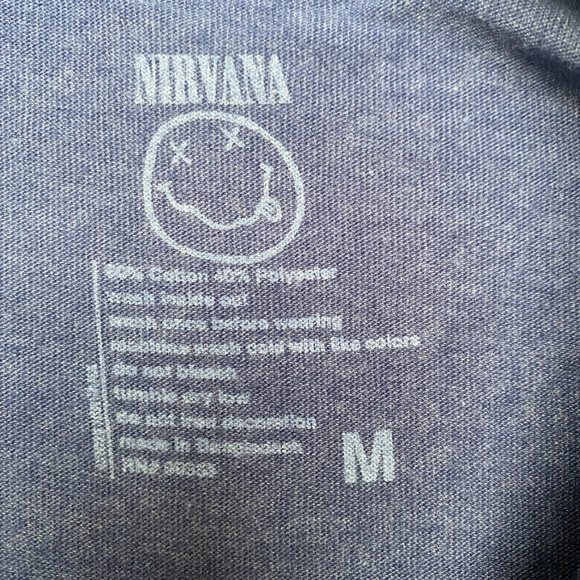 NIRVANA
60% Cotton 40% Polyester
wash inside out
wash once before wearing
machine wash cold with like colors
do not bleach
tumble dry low
do not iron decoration
made in Bangladesh
RN#
M